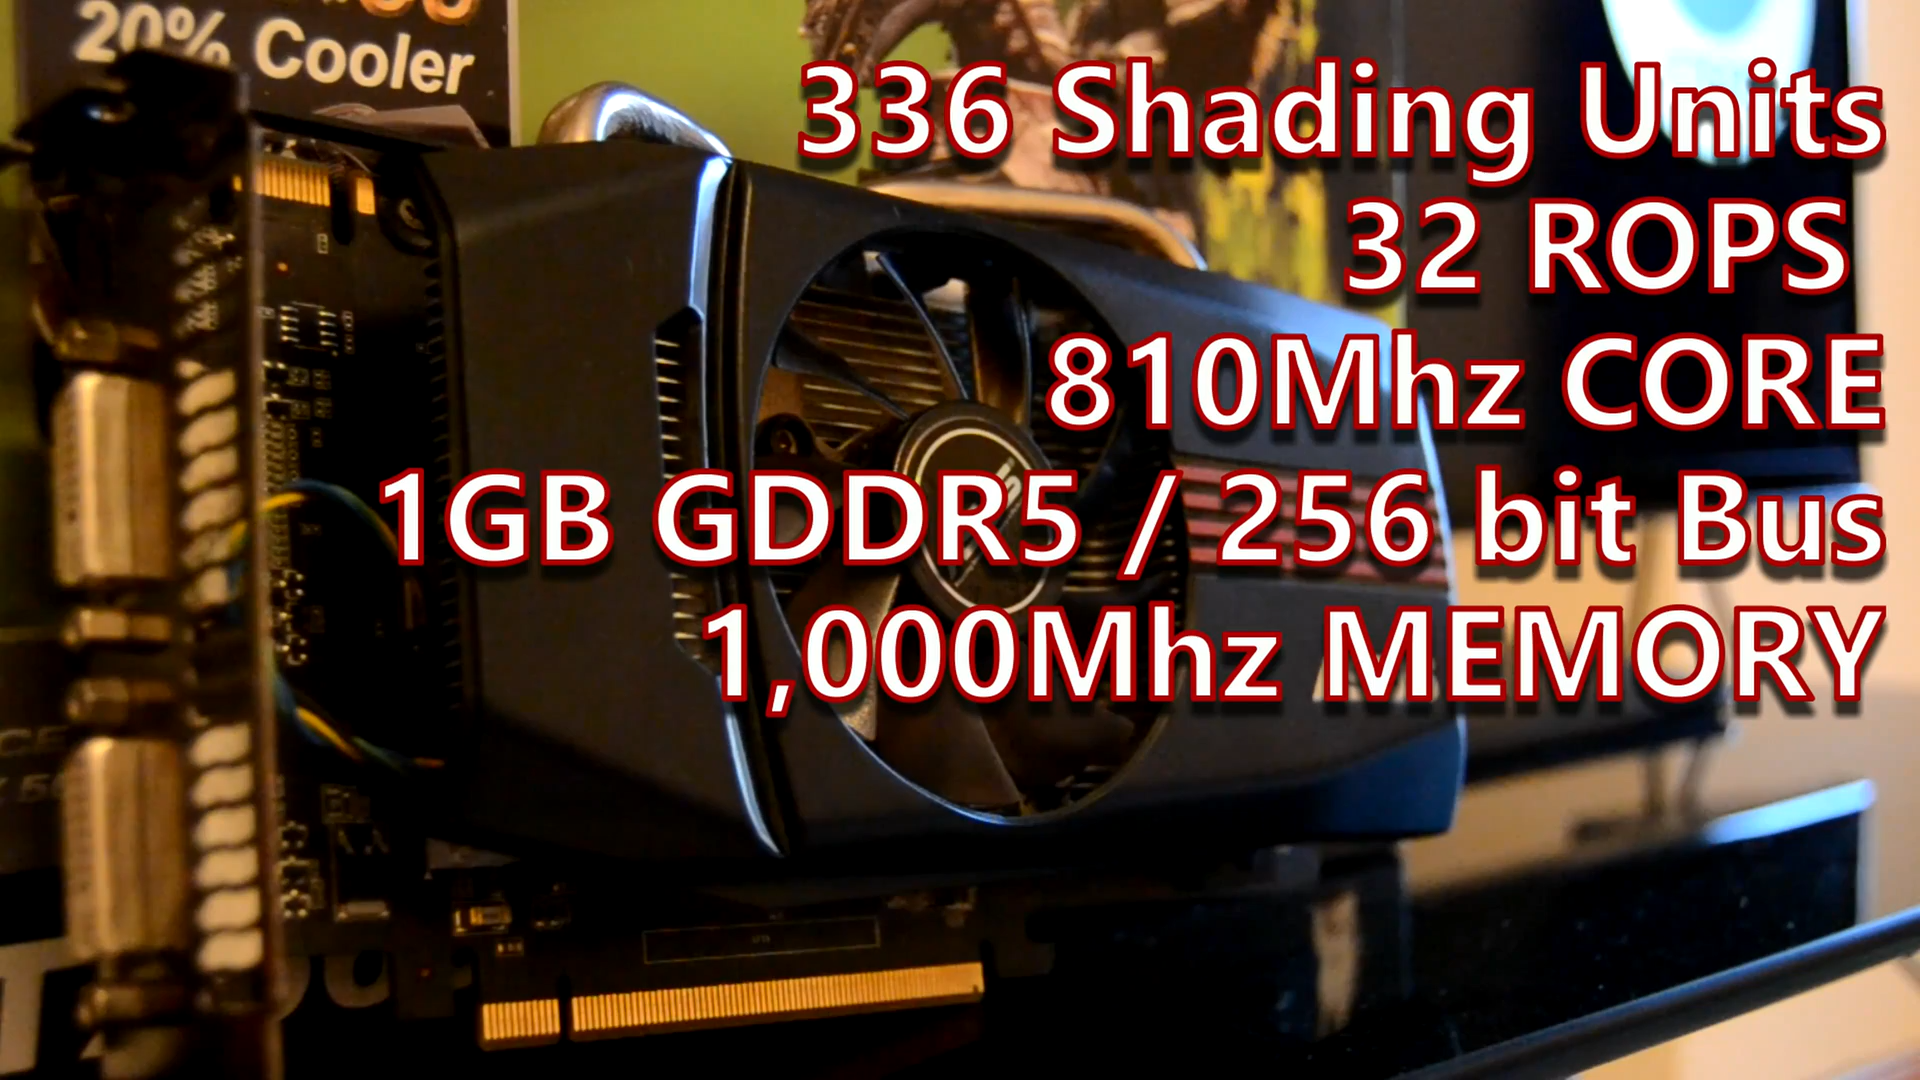 20% Cooler
336 Shading Units
32 ROPS
810Mhz CORE
1GB GDDR5 / 256 bit Bus
1,000Mhz MEMORY